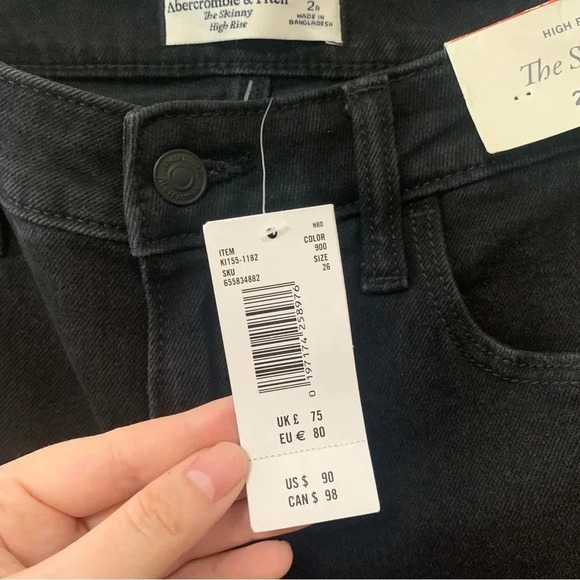 Abercrombie & Fitch
The Skinny
High Rise
MADE IN
BANGLADESH
HIGH
The S
N80
ITEM
KI155-1182
SKU
655834882
COLOR
900
SIZE
26
0 197174 258976
UK £ 75
EU € 80
US $ 90
CAN $ 98